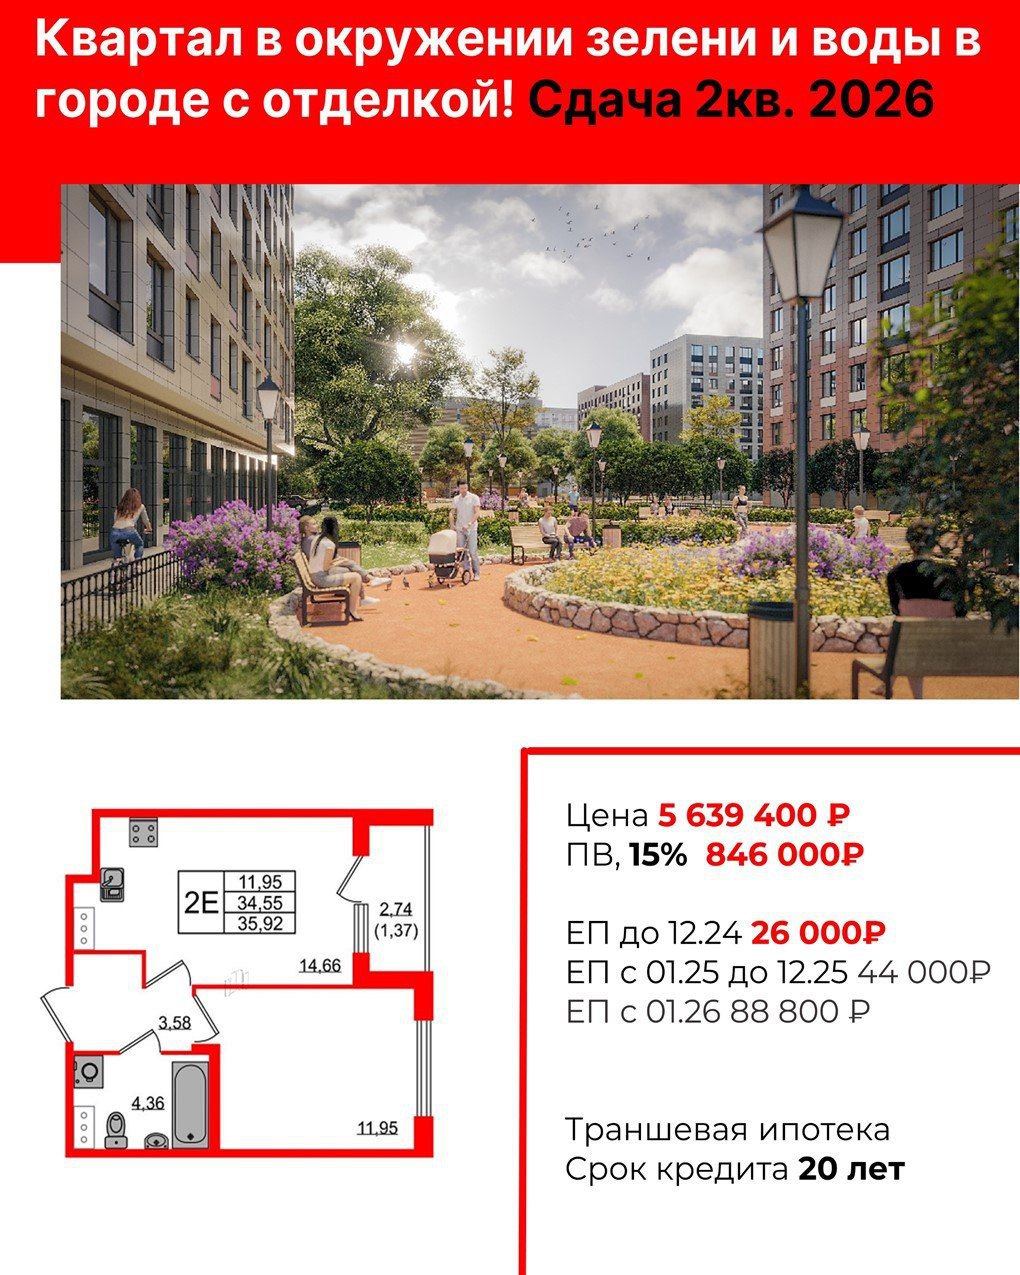 Квартал в окружении зелени и воды в
городе с отделкой! Сдача 2кв. 2026
Цена 5 639 400 ₽
ПВ, 15% 846 000₽
ЕП до 12.24 26 000₽
ЕП с 01.25 до 12.25 44 000₽
ЕП с 01.26 88 800 ₽
Траншевая ипотека
Срок кредита 20 лет
2Е
11,95
34,55
35,92
2,74
(1,37)
14,66
3,58
4,36
11,95